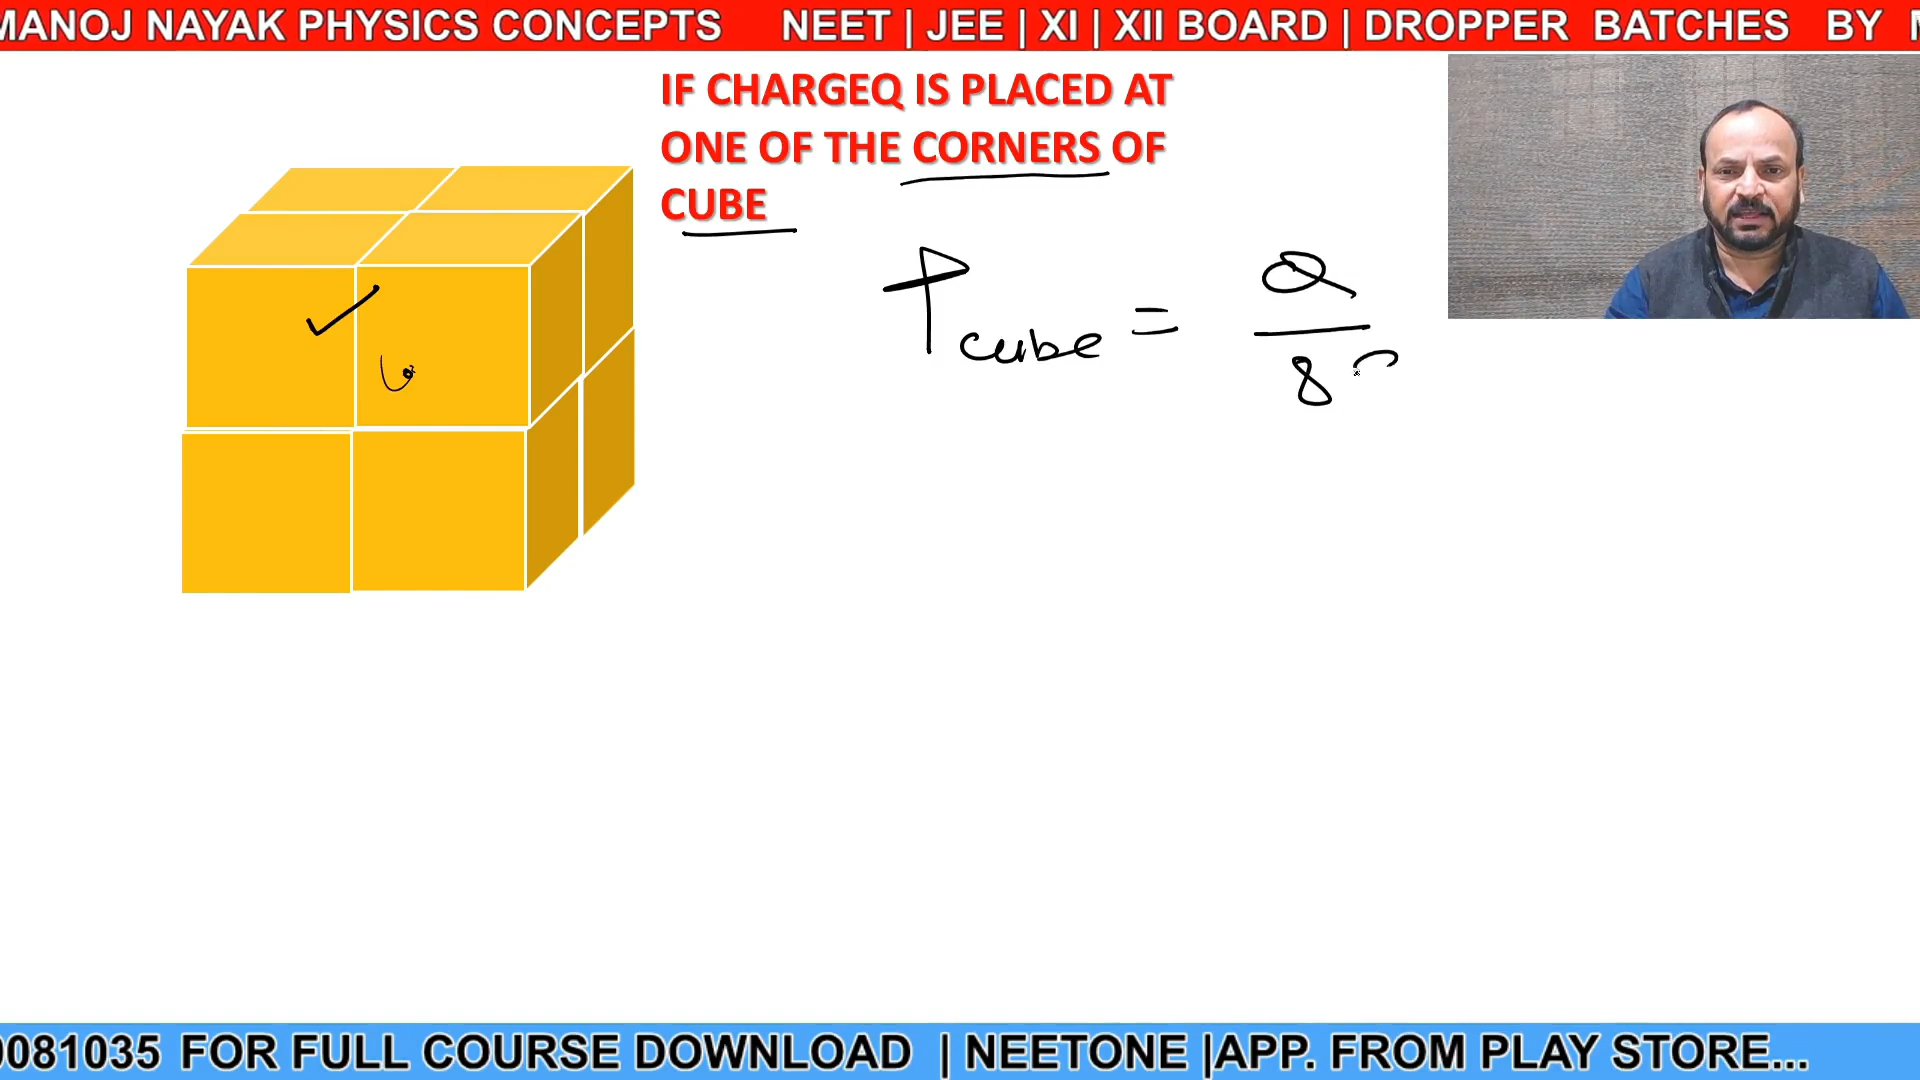 MANOJ NAYAK PHYSICS CONCEPTS NEET | JEE | XI | XII BOARD | DROPPER BATCHES BY
IF CHARGEQ IS PLACED AT
ONE OF THE CORNERS OF
CUBE
cube = Q
8
0081035 FOR FULL COURSE DOWNLOAD | NEETONE |APP. FROM PLAY STORE...